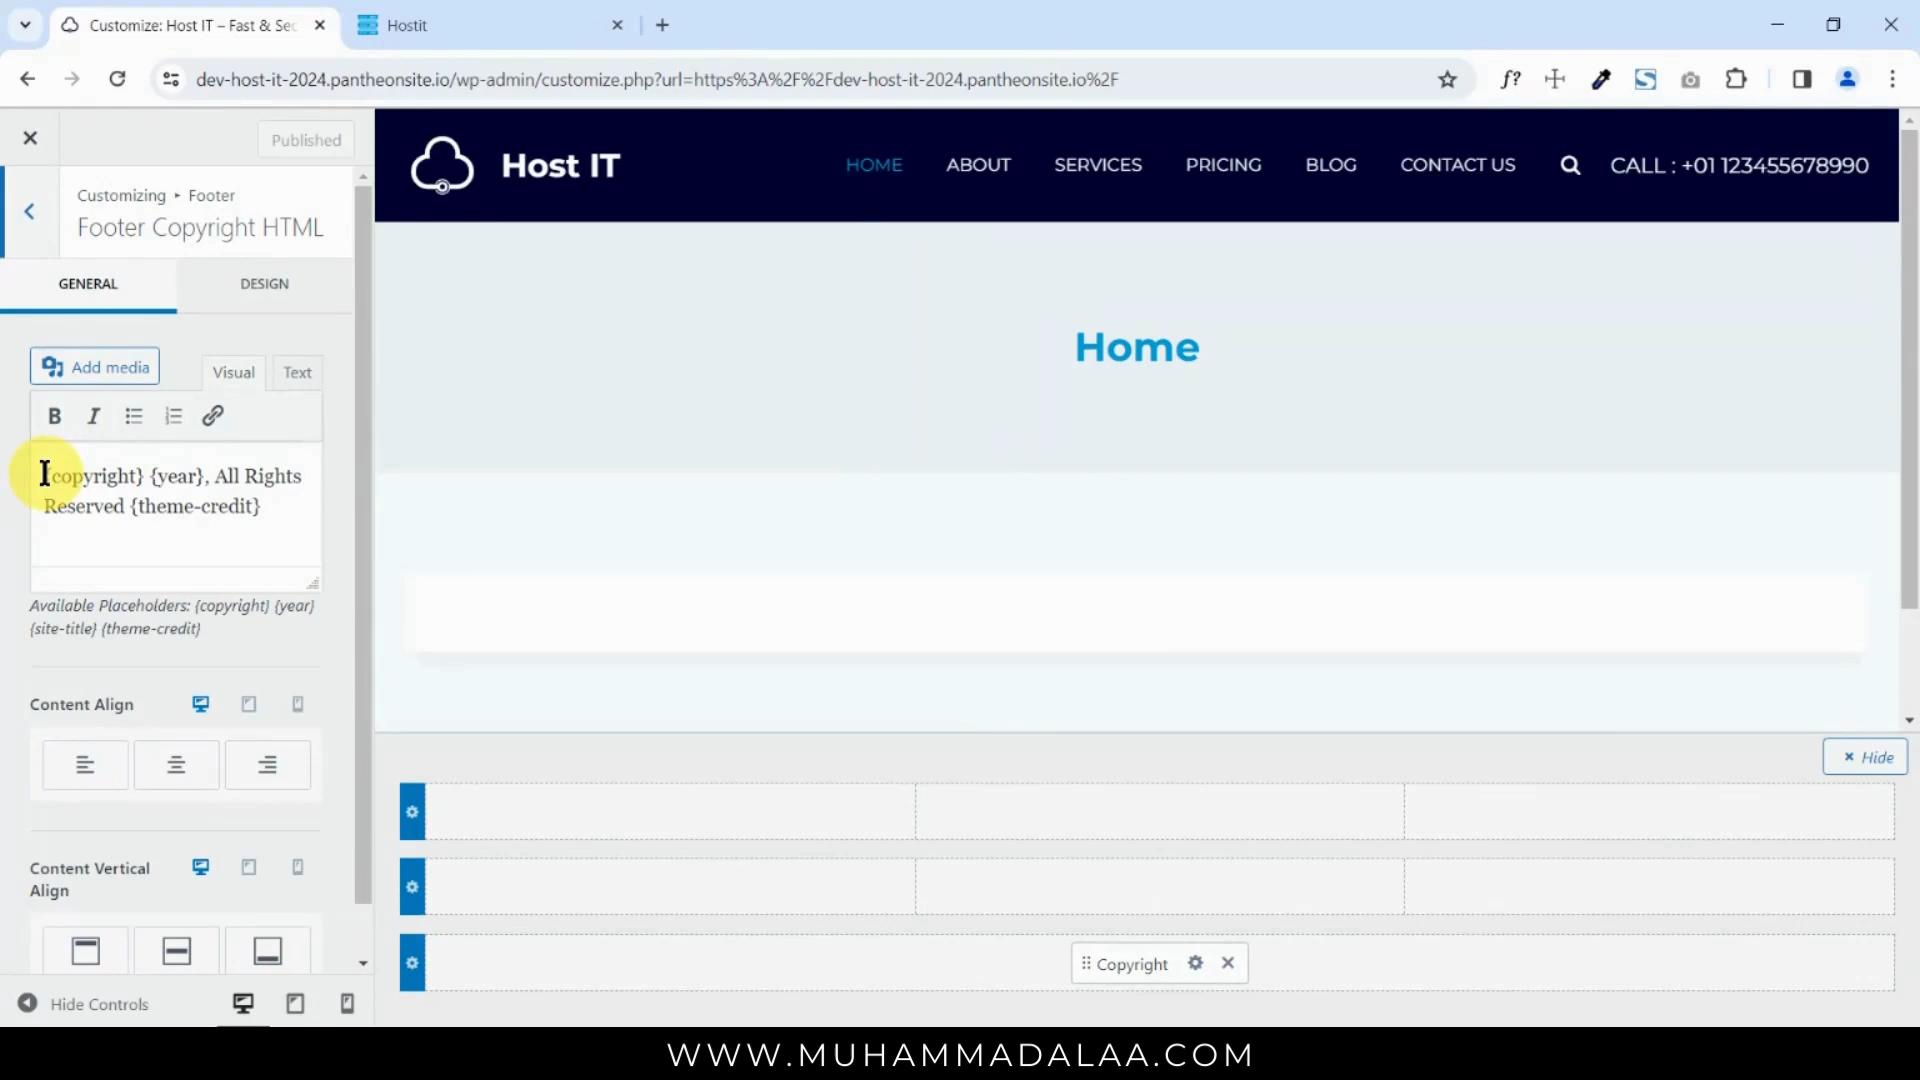 Customize: Host IT – Fast & Sec
Hostit
dev-host-it-2024.pantheonsite.io/wp-admin/customize.php?url=https%3A%2F%2Fdev-host-it-2024.pantheonsite.io%2F
f?
Published
Customizing ▸ Footer
Footer Copyright HTML
GENERAL
DESIGN
Add media
Visual
Text
B I
{copyright} {year}, All Rights
Reserved {theme-credit}
Available Placeholders: {copyright} {year}
{site-title} {theme-credit}
Content Align
Content Vertical
Align
Hide Controls
Host IT
HOME
ABOUT
SERVICES
PRICING
BLOG
CONTACT US
CALL : +01 123455678990
Home
Hide
Copyright
WWW.MUHAMMADALAA.COM